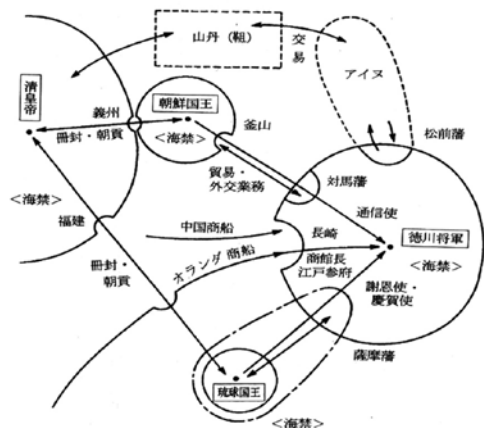 山丹（靼）
交易
アイヌ
清皇帝
義州
冊封・朝貢
朝鮮国王
<海禁>
釜山
松前藩
貿易・
外交業務
対馬藩
通信使
<海禁>
福建
中国商船
長崎
徳川将軍
<海禁>
オランダ商船
商館長
江戸参府
冊封・
朝貢
謝恩使・
慶賀使
薩摩藩
琉球国王
<海禁>